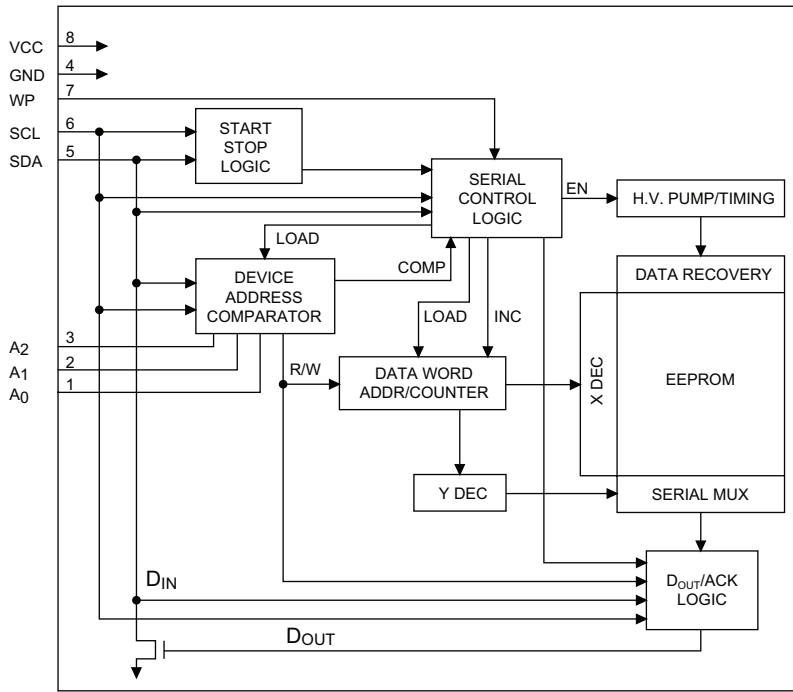 VCC 8
GND 4
WP 7
SCL 6
SDA 5
START
STOP
LOGIC
SERIAL
CONTROL
LOGIC
EN
H.V. PUMP/TIMING
LOAD
COMP
DEVICE
ADDRESS
COMPARATOR
DATA RECOVERY
LOAD
INC
A2 3
A1 2
A0 1
R/W
DATA WORD
ADDR/COUNTER
X DEC
EEPROM
Y DEC
SERIAL MUX
DIN
DOUT/ACK
LOGIC
DOUT